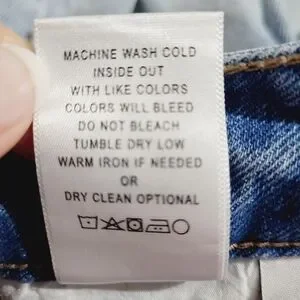 MACHINE WASH COLD
INSIDE OUT
WITH LIKE COLORS
COLORS WILL BLEED
DO NOT BLEACH
TUMBLE DRY LOW
WARM IRON IF NEEDED
OR
DRY CLEAN OPTIONAL